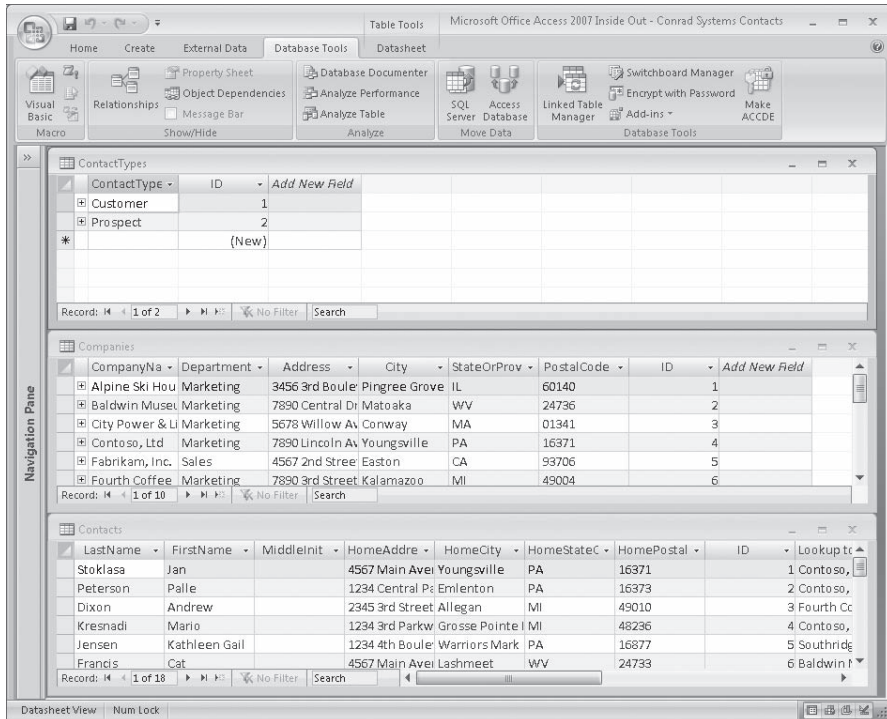 Table Tools Microsoft Office Access 2007 Inside Out - Conrad Systems Contacts
Home Create External Data Database Tools Datasheet
Visual Basic
Macro
Relationships
Property Sheet
Object Dependencies
Message Bar
Show/Hide
Database Documenter
Analyze Performance
Analyze Table
Analyze
SQL Server
Access Database
Move Data
Linked Table Manager
Switchboard Manager
Encrypt with Password
Add-ins
Make ACCDE
Database Tools
Navigation Pane
ContactTypes
ContactType ID Add New Field
Customer 1
Prospect 2
(New)
Record: 1 of 2 No Filter Search
Companies
CompanyNa Department Address City StateOrProv PostalCode ID Add New Field
Alpine Ski Hou Marketing 3456 3rd Boule Pingree Grove IL 60140 1
Baldwin Museu Marketing 7890 Central Dr Matoaka WV 24736 2
City Power & Li Marketing 5678 Willow Av Conway MA 01341 3
Contoso, Ltd Marketing 7890 Lincoln Av Youngsville PA 16371 4
Fabrikam, Inc. Sales 4567 2nd Stree Easton CA 93706 5
Fourth Coffee Marketing 7890 3rd Street Kalamazoo MI 49004 6
Record: 1 of 10 No Filter Search
Contacts
LastName FirstName MiddleInit HomeAddre HomeCity HomeStateC HomePostal ID Lookup to
Stoklasa Jan 4567 Main Aver Youngsville PA 16371 1 Contoso,
Peterson Palle 1234 Central Pa Emlenton PA 16373 2 Contoso,
Dixon Andrew 2345 3rd Street Allegan MI 49010 3 Fourth Co
Kresnadi Mario 1234 3rd Parkw Grosse Pointe MI 48236 4 Contoso,
Jensen Kathleen Gail 1234 4th Boule Warriors Mark PA 16877 5 Southridg
Francis Cat 4567 Main Aver Lashmeet WV 24733 6 Baldwin M
Record: 1 of 18 No Filter Search
Datasheet View Num Lock